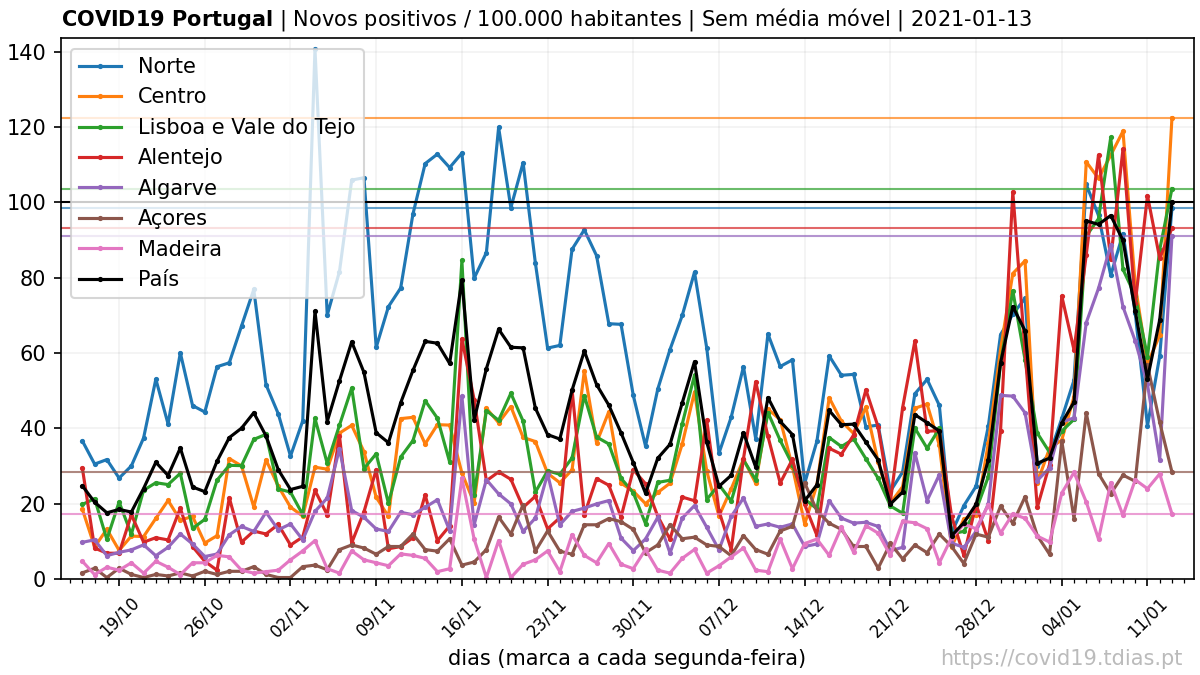 COVID19 Portugal | Novos positivos / 100.000 habitantes | Sem média móvel | 2021-01-13
140
120
100
80
60
40
20
0
Norte
Centro
Lisboa e Vale do Tejo
Alentejo
Algarve
Açores
Madeira
País
19/10
26/10
02/11
09/11
16/11
23/11
30/11
07/12
14/12
21/12
28/12
04/01
11/01
dias (marca a cada segunda-feira)
https://covid19.tdias.pt